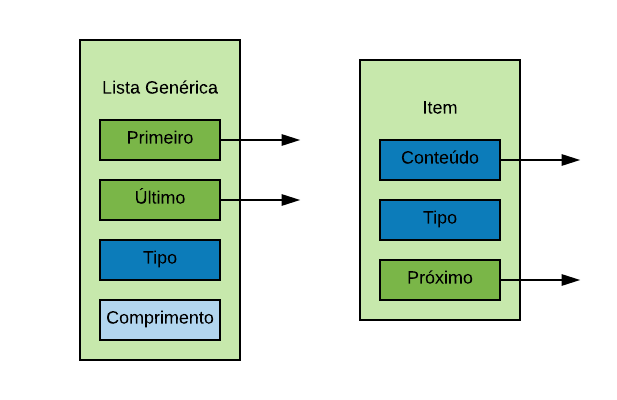 Lista Genérica
Primeiro
Último
Tipo
Comprimento
Item
Conteúdo
Tipo
Próximo